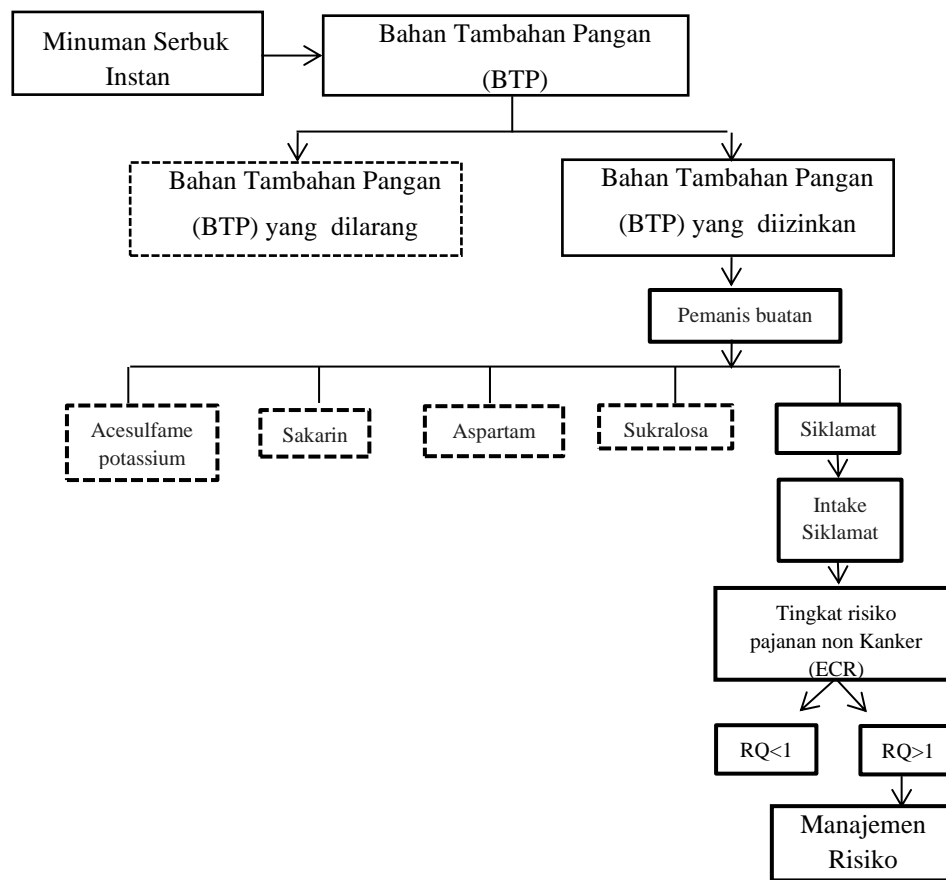 Minuman Serbuk
Instan
Bahan Tambahan Pangan
(BTP)
Bahan Tambahan Pangan
(BTP) yang dilarang
Bahan Tambahan Pangan
(BTP) yang diizinkan
Pemanis buatan
Acesulfame
potassium
Sakarin
Aspartam
Sukralosa
Siklamat
Intake
Siklamat
Tingkat risiko
pajanan non Kanker
(ECR)
RQ<1
RQ>1
Manajemen
Risiko